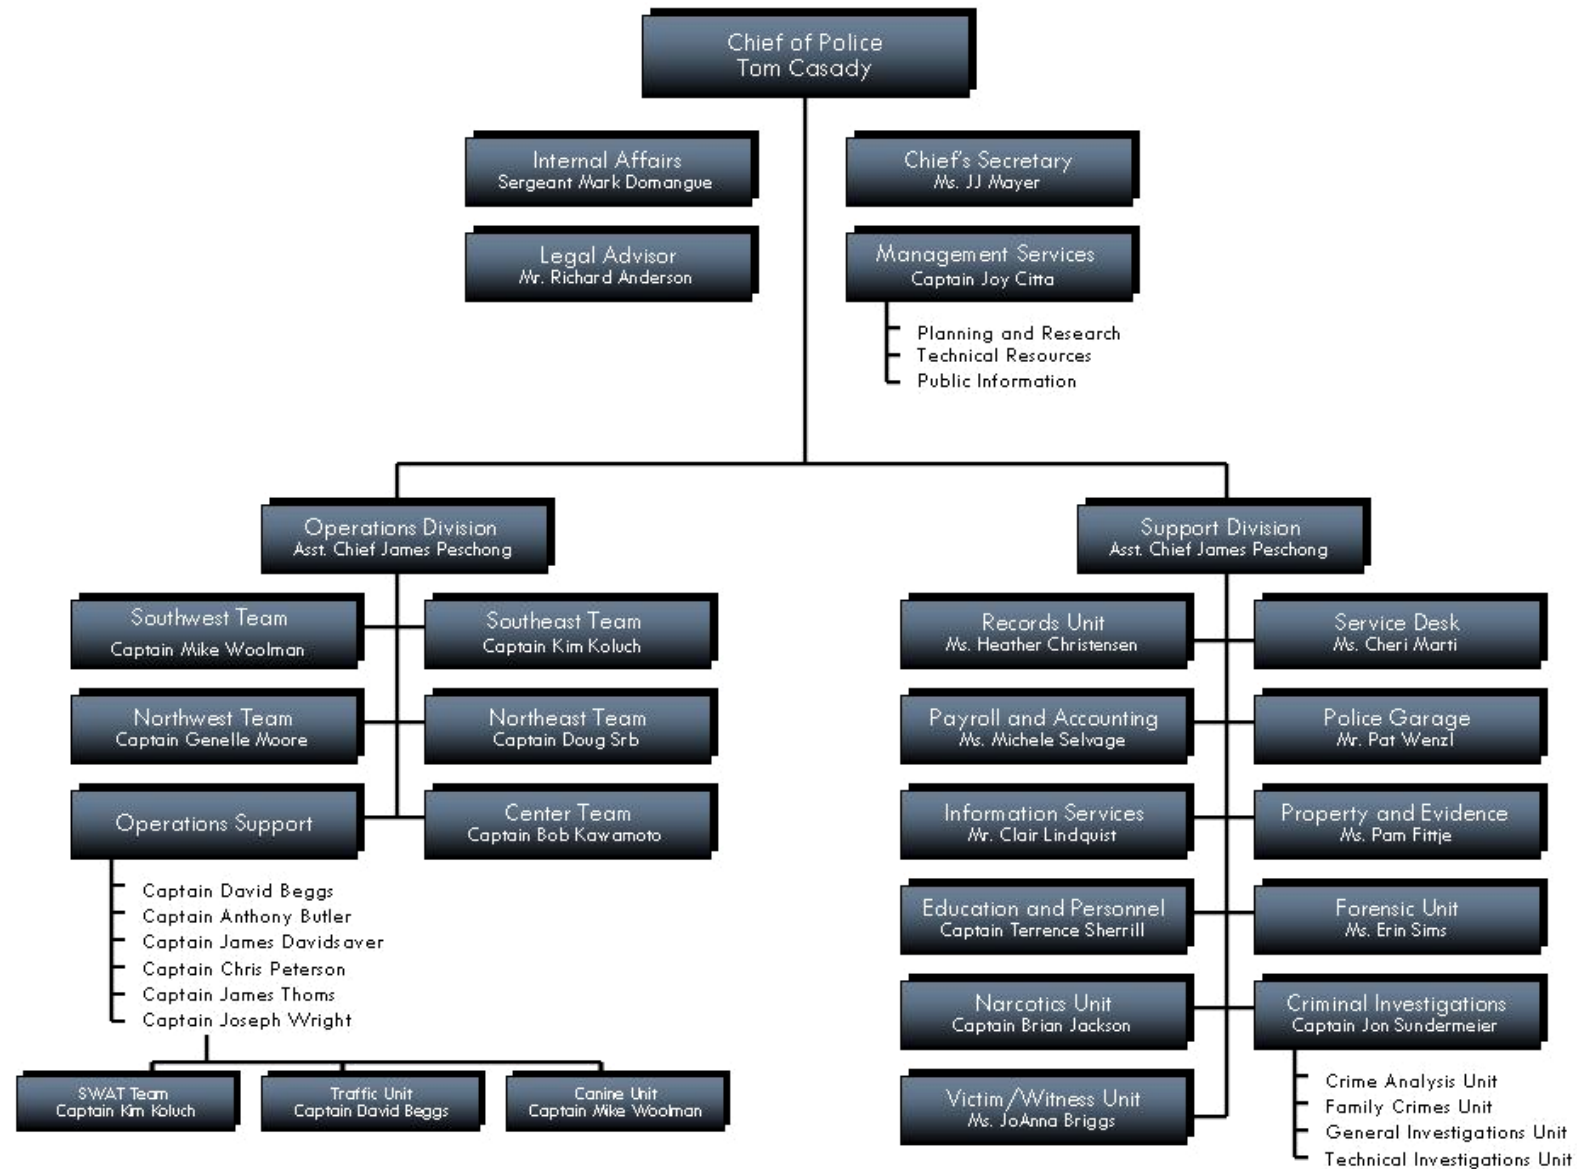 Chief of Police
Tom Casady
Internal Affairs
Sergeant Mark Domangue
Chief's Secretary
Ms. JJ Mayer
Legal Advisor
Mr. Richard Anderson
Management Services
Captain Joy Citta
Planning and Research
Technical Resources
Public Information
Operations Division
Asst. Chief James Peschong
Support Division
Asst. Chief James Peschong
Southwest Team
Captain Mike Woolman
Southeast Team
Captain Kim Koluch
Northwest Team
Captain Genelle Moore
Northeast Team
Captain Doug Srb
Operations Support
Center Team
Captain Bob Kawamoto
Captain David Beggs
Captain Anthony Butler
Captain James Davidsaver
Captain Chris Peterson
Captain James Thoms
Captain Joseph Wright
SWAT Team
Captain Kim Koluch
Traffic Unit
Captain David Beggs
Canine Unit
Captain Mike Woolman
Records Unit
Ms. Heather Christensen
Service Desk
Ms. Cheri Marti
Payroll and Accounting
Ms. Michele Selvage
Police Garage
Mr. Pat Wenzl
Information Services
Mr. Clair Lindquist
Property and Evidence
Ms. Pam Fittje
Education and Personnel
Captain Terrence Sherrill
Forensic Unit
Ms. Erin Sims
Narcotics Unit
Captain Brian Jackson
Criminal Investigations
Captain Jon Sundermeier
Victim/Witness Unit
Ms. JoAnna Briggs
Crime Analysis Unit
Family Crimes Unit
General Investigations Unit
Technical Investigations Unit